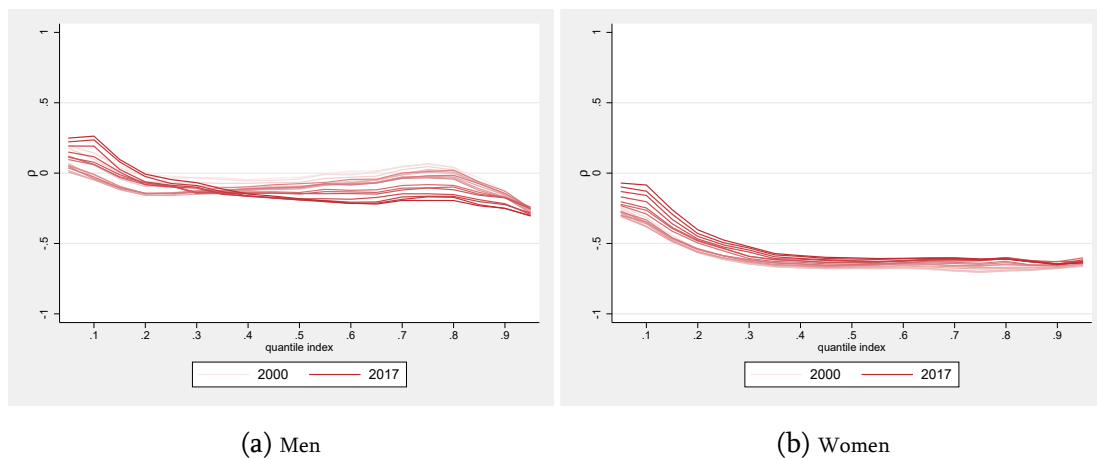 1
.5
ρ
0
-.5
-1
.1 .2 .3 .4 .5 .6 .7 .8 .9
quantile index
2000 2017
(a) Men
1
.5
ρ
0
-.5
-1
.1 .2 .3 .4 .5 .6 .7 .8 .9
quantile index
2000 2017
(b) Women